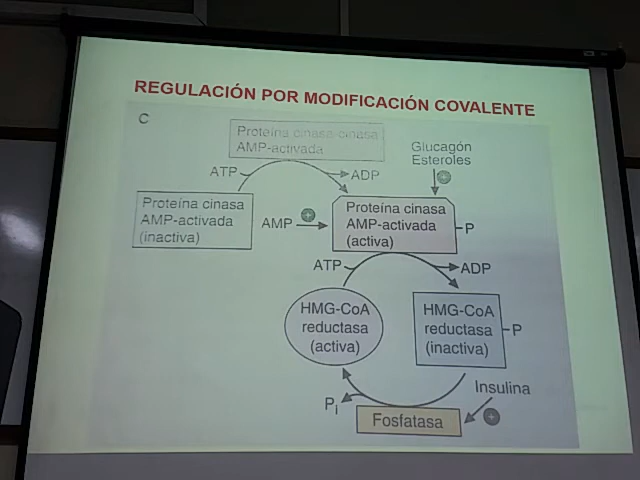 REGULACIÓN POR MODIFICACIÓN COVALENTE
C
Proteína cinasa cinasa
AMP-activada
Glucagón
Esteroles
+
ATP
ADP
Proteína cinasa
AMP-activada
(inactiva)
AMP
+
Proteína cinasa
AMP-activada
(activa)
P
ATP
ADP
HMG-CoA
reductasa
(activa)
HMG-CoA
reductasa
(inactiva)
P
Pi
Fosfatasa
Insulina
+